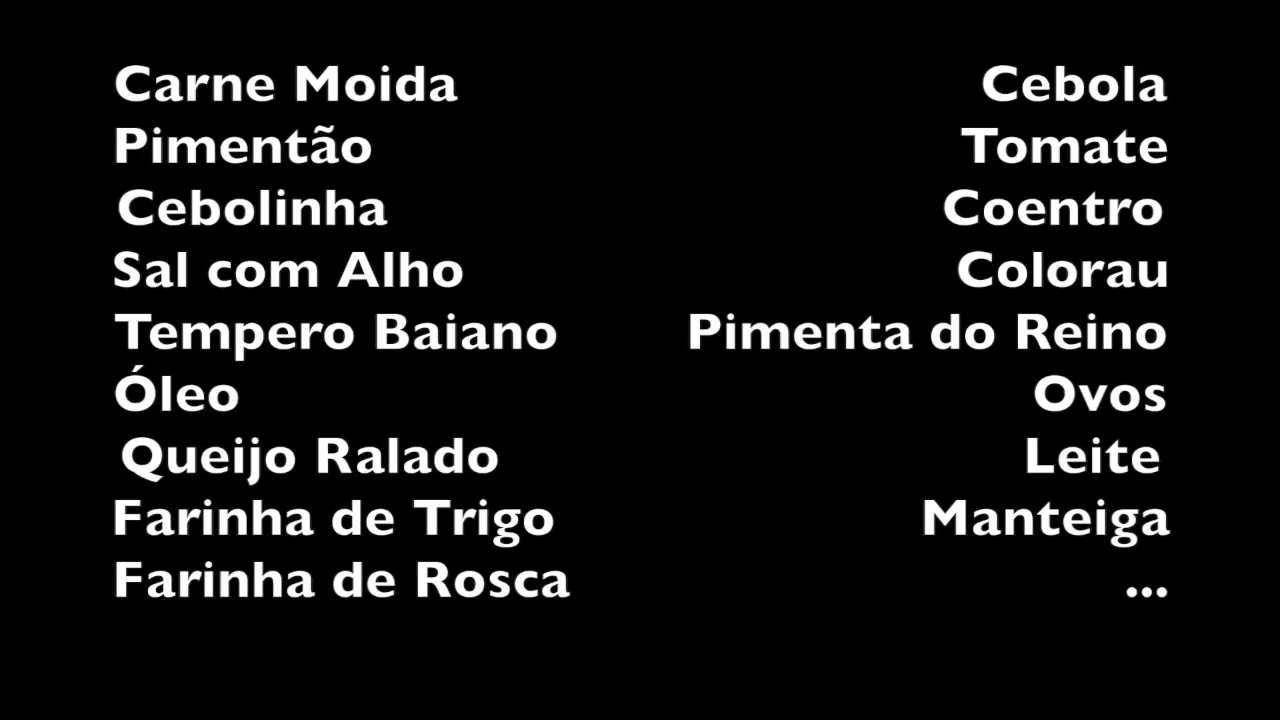 Carne Moida Cebola
Pimentão Tomate
Cebolinha Coentro
Sal com Alho Colorau
Tempero Baiano Pimenta do Reino
Óleo Ovos
Queijo Ralado Leite
Farinha de Trigo Manteiga
Farinha de Rosca ...